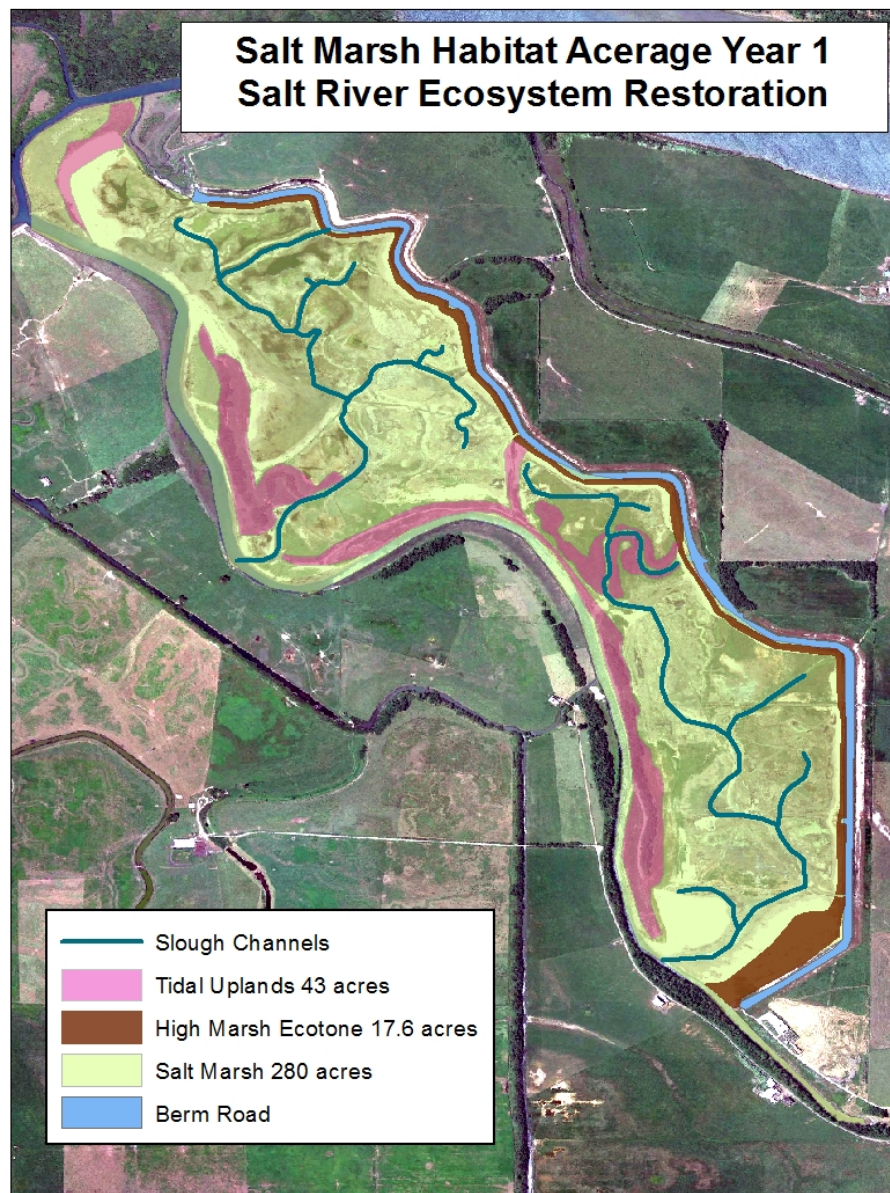 Salt Marsh Habitat Acerage Year 1
Salt River Ecosystem Restoration
Slough Channels
Tidal Uplands 43 acres
High Marsh Ecotone 17.6 acres
Salt Marsh 280 acres
Berm Road